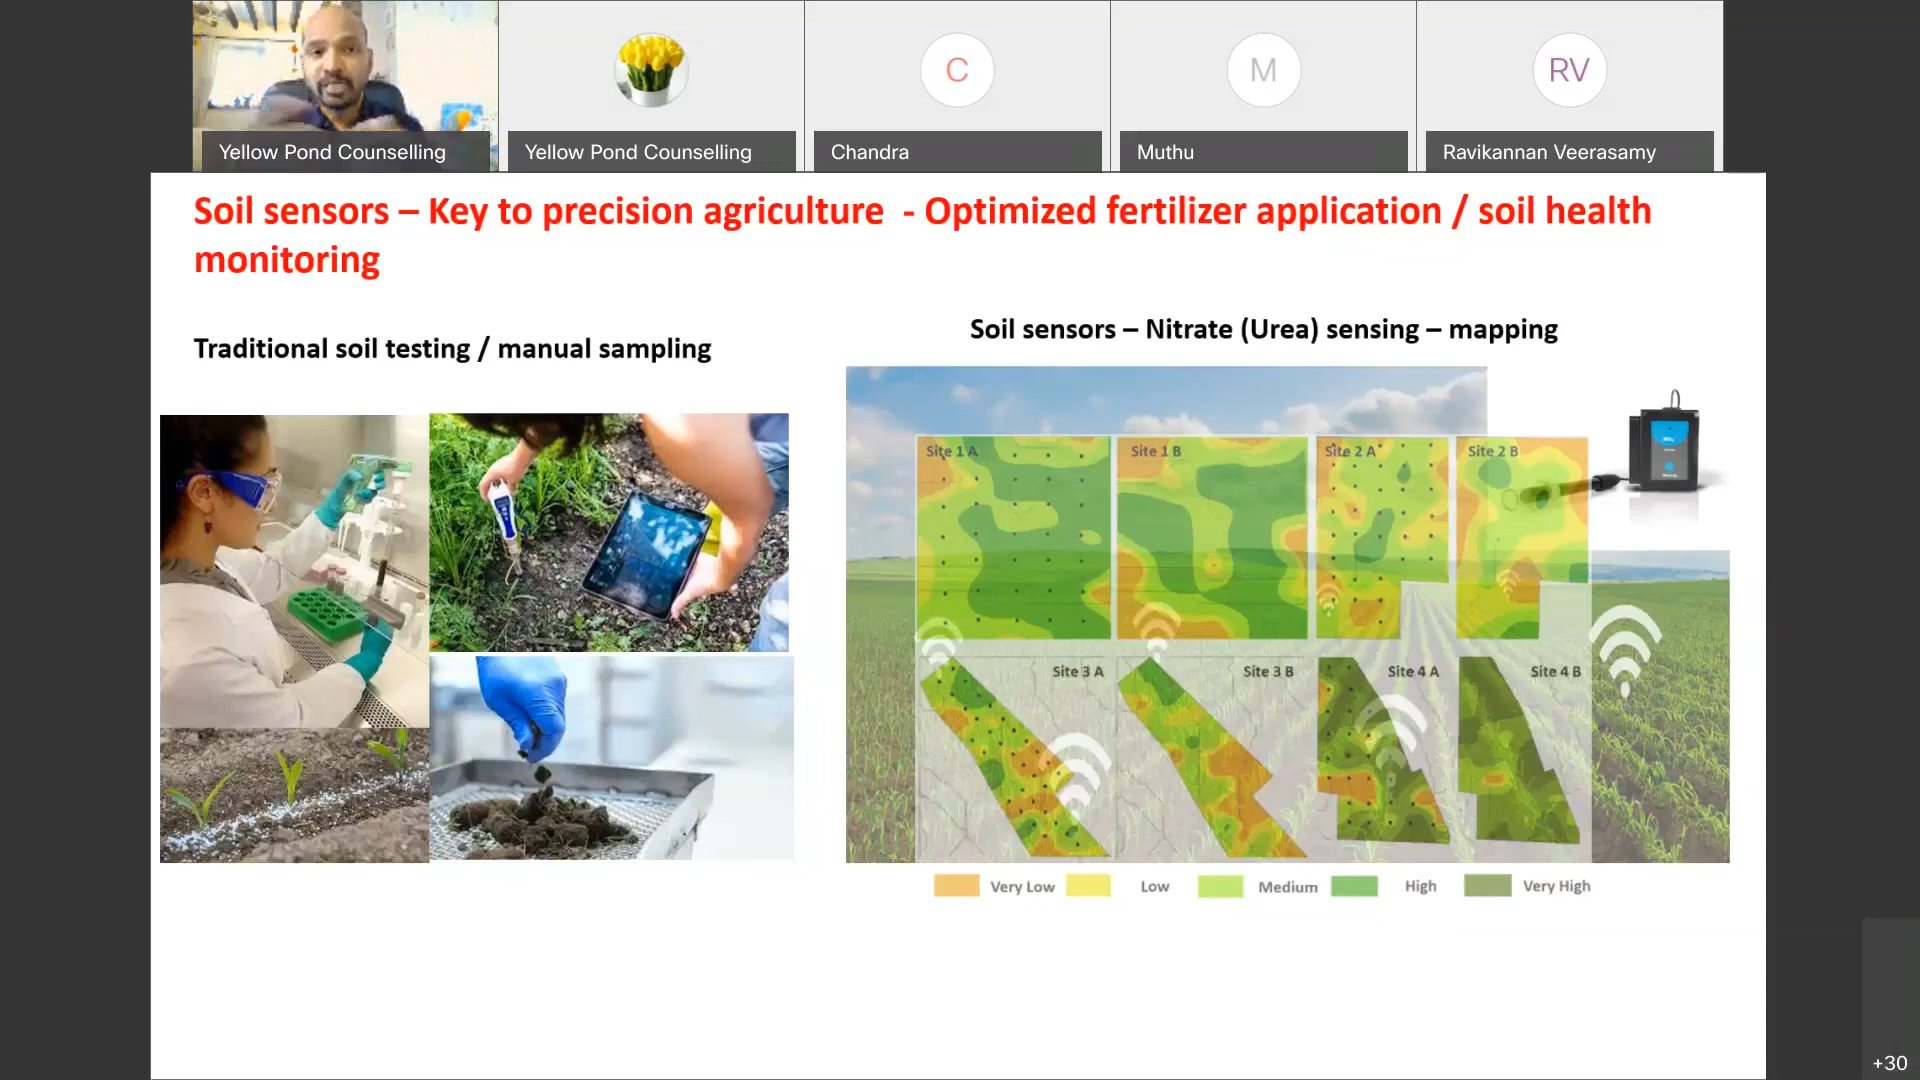 C
M
RV
Yellow Pond Counselling
Yellow Pond Counselling
Chandra
Muthu
Ravikannan Veerasamy
Soil sensors – Key to precision agriculture - Optimized fertilizer application / soil health
monitoring
Traditional soil testing / manual sampling
Soil sensors – Nitrate (Urea) sensing – mapping
Site 1 A
Site 1 B
Site 2 A
Site 2 B
Site 3 A
Site 3 B
Site 4 A
Site 4 B
Very Low
Low
Medium
High
Very High
+30